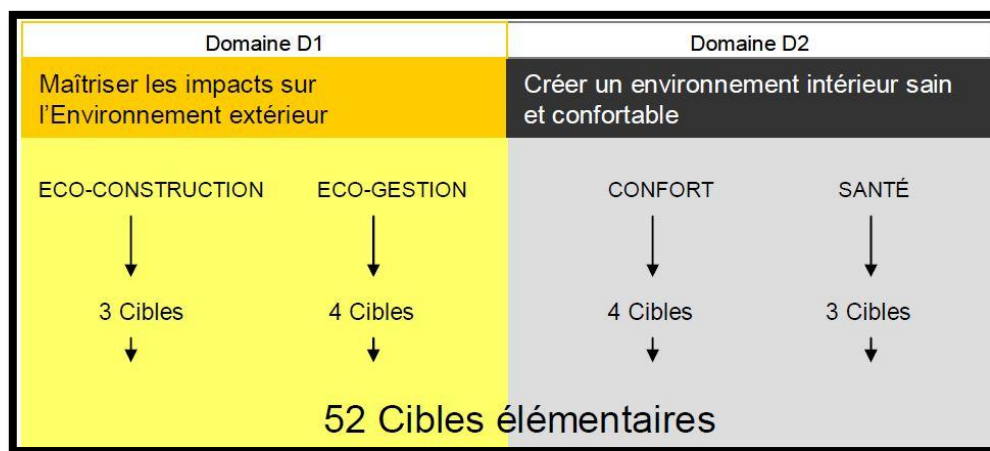 Domaine D1
Domaine D2
Maîtriser les impacts sur
l'Environnement extérieur
Créer un environnement intérieur sain
et confortable
ECO-CONSTRUCTION
ECO-GESTION
CONFORT
SANTÉ
3 Cibles
4 Cibles
4 Cibles
3 Cibles
52 Cibles élémentaires